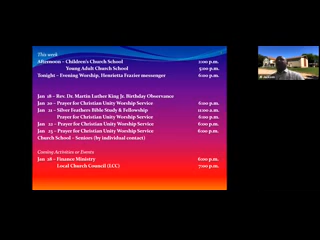 This week
Afternoon - Children's Church School 2:00 p.m.
Young Adult Church School 5:00 p.m.
Tonight - Evening Worship, Henrietta Frazier messenger 6:00 p.m.
Jan 18 - Rev. Dr. Martin Luther King Jr. Birthday Observance
Jan 20 - Prayer for Christian Unity Worship Service 6:00 p.m.
Jan 21 - Silver Feathers Bible Study & Fellowship 11:00 a.m.
Prayer for Christian Unity Worship Service 6:00 p.m.
Jan 22 - Prayer for Christian Unity Worship Service 6:00 p.m.
Jan 25 - Prayer for Christian Unity Worship Service 6:00 p.m.
Church School - Seniors (by individual contact)
Coming Activities or Events
Jan 28 - Finance Ministry 6:00 p.m.
Local Church Council (LCC) 7:00 p.m.